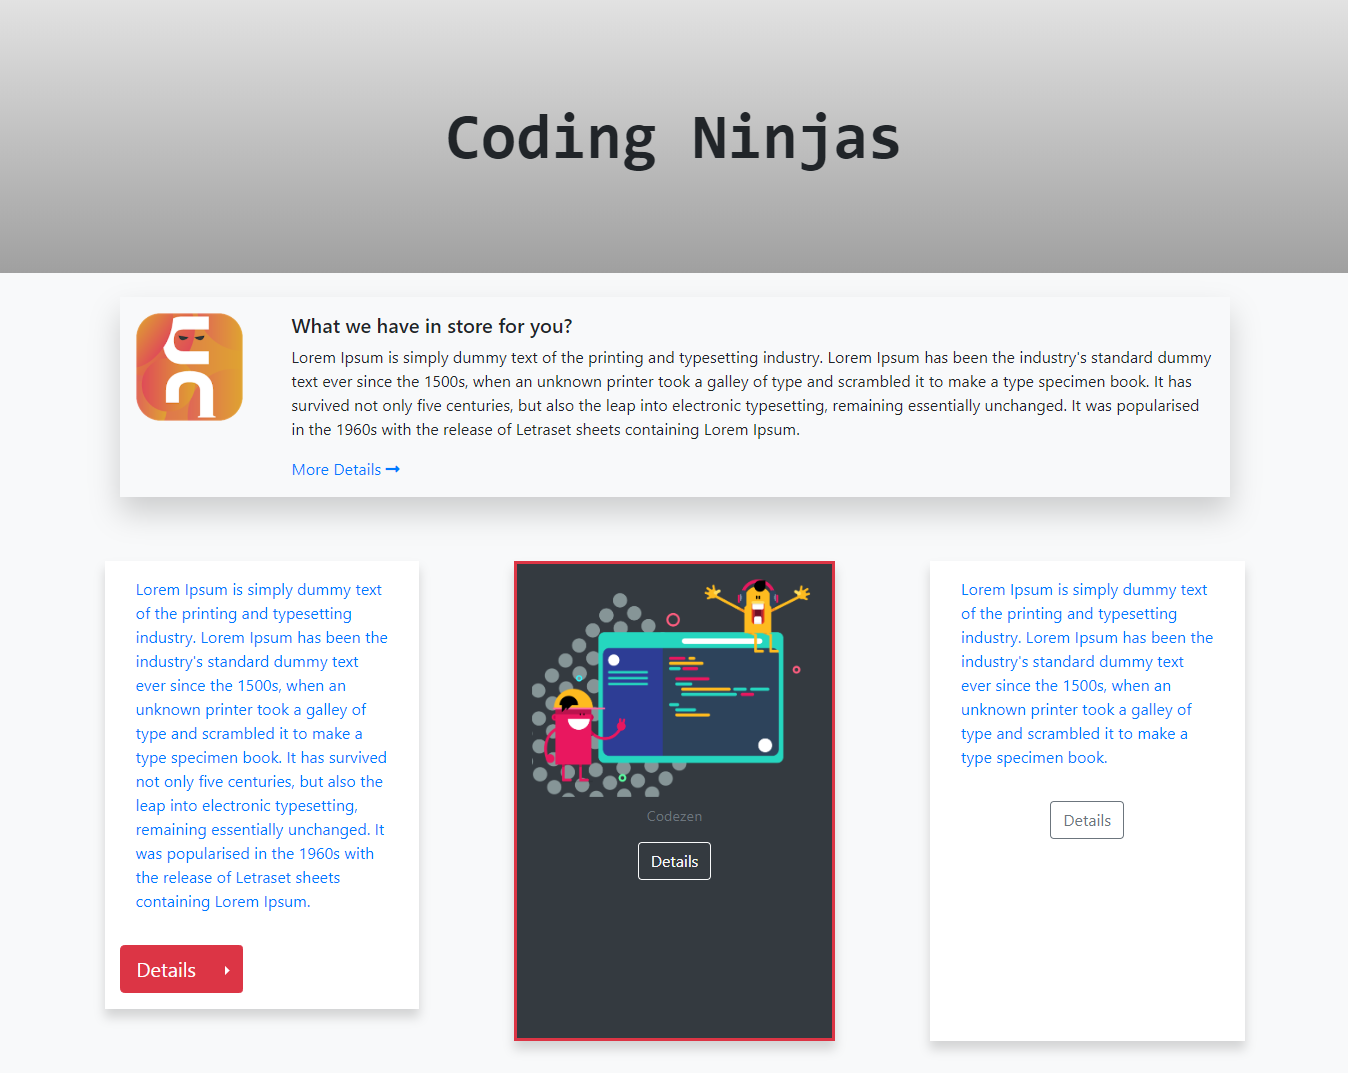 Coding Ninjas
What we have in store for you?
Lorem Ipsum is simply dummy text of the printing and typesetting industry. Lorem Ipsum has been the industry's standard dummy
text ever since the 1500s, when an unknown printer took a galley of type and scrambled it to make a type specimen book. It has
survived not only five centuries, but also the leap into electronic typesetting, remaining essentially unchanged. It was popularised
in the 1960s with the release of Letraset sheets containing Lorem Ipsum.
More Details
Lorem Ipsum is simply dummy text
of the printing and typesetting
industry. Lorem Ipsum has been the
industry's standard dummy text
ever since the 1500s, when an
unknown printer took a galley of
type and scrambled it to make a
type specimen book. It has survived
not only five centuries, but also the
leap into electronic typesetting,
remaining essentially unchanged. It
was popularised in the 1960s with
the release of Letraset sheets
containing Lorem Ipsum.
Details
Codezen
Details
Lorem Ipsum is simply dummy text
of the printing and typesetting
industry. Lorem Ipsum has been the
industry's standard dummy text
ever since the 1500s, when an
unknown printer took a galley of
type and scrambled it to make a
type specimen book.
Details